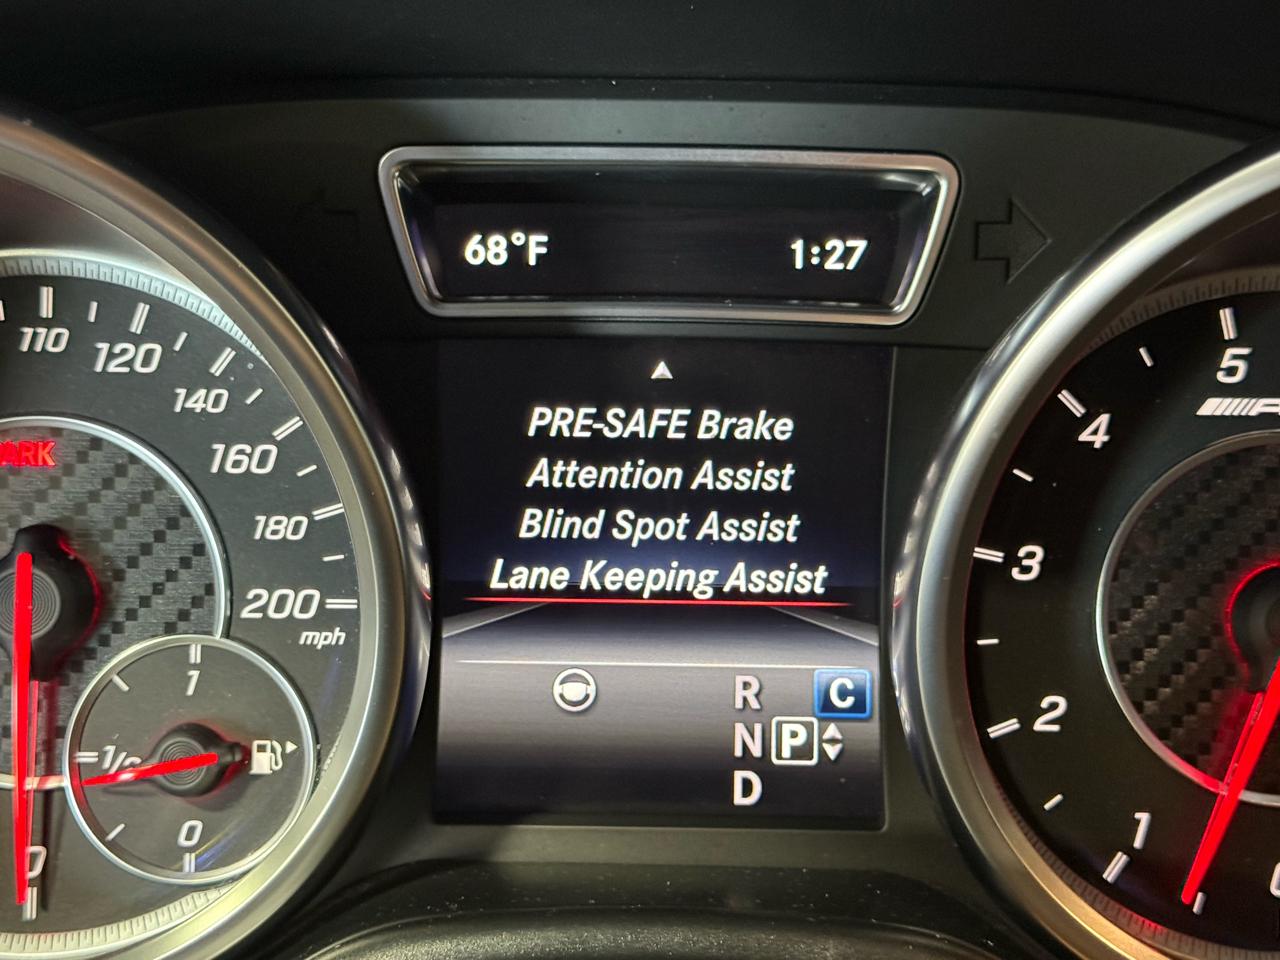 68°F 1:27
PRE-SAFE Brake
Attention Assist
Blind Spot Assist
Lane Keeping Assist
R C
N P
D
110
120
140
160
180
200
mph
1
1/2
0
0
5
4
3
2
1